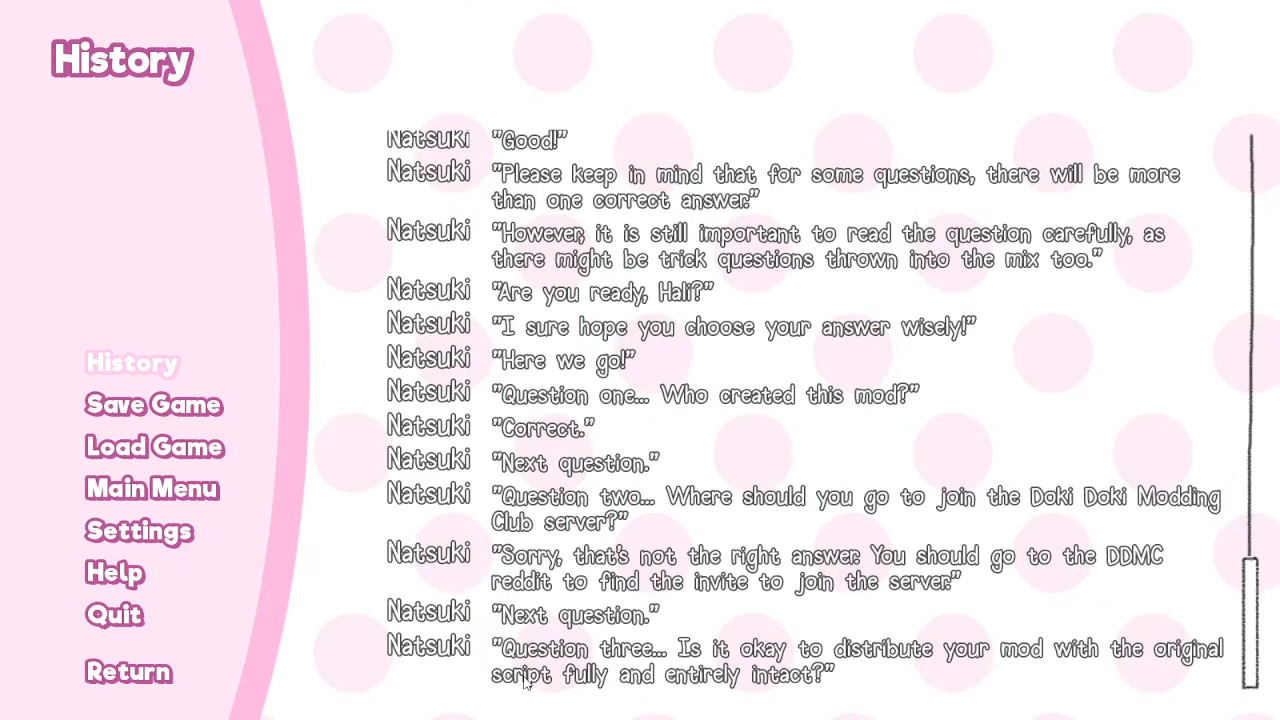 History
Natsuki "Good!"
Natsuki "Please keep in mind that for some questions, there will be more
than one correct answer."
Natsuki "However, it is still important to read the question carefully, as
there might be trick questions thrown into the mix too."
Natsuki "Are you ready, Hali?"
Natsuki "I sure hope you choose your answer wisely!"
Natsuki "Here we go!"
Natsuki "Question one... Who created this mod?"
Natsuki "Correct."
Natsuki "Next question."
Natsuki "Question two... Where should you go to join the Doki Doki Modding
Club server?"
Natsuki "Sorry, that's not the right answer. You should go to the DDMC
reddit to find the invite to join the server."
Natsuki "Next question."
Natsuki "Question three... Is it okay to distribute your mod with the original
script fully and entirely intact?"
History
Save Game
Load Game
Main Menu
Settings
Help
Quit
Return